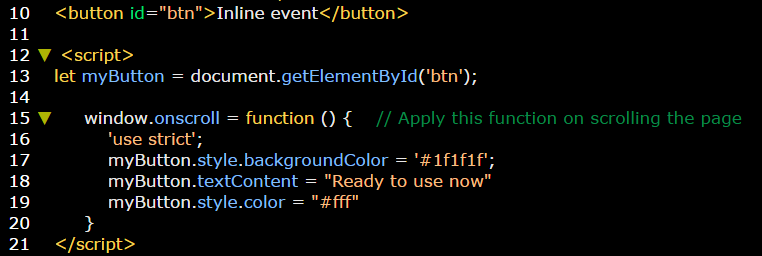 10 <button id="btn">Inline event</button>
11
12 <script>
13 let myButton = document.getElementById('btn');
14
15 window.onscroll = function () { // Apply this function on scrolling the page
16 'use strict';
17 myButton.style.backgroundColor = '#1f1f1f';
18 myButton.textContent = "Ready to use now"
19 myButton.style.color = "#fff"
20 }
21 </script>